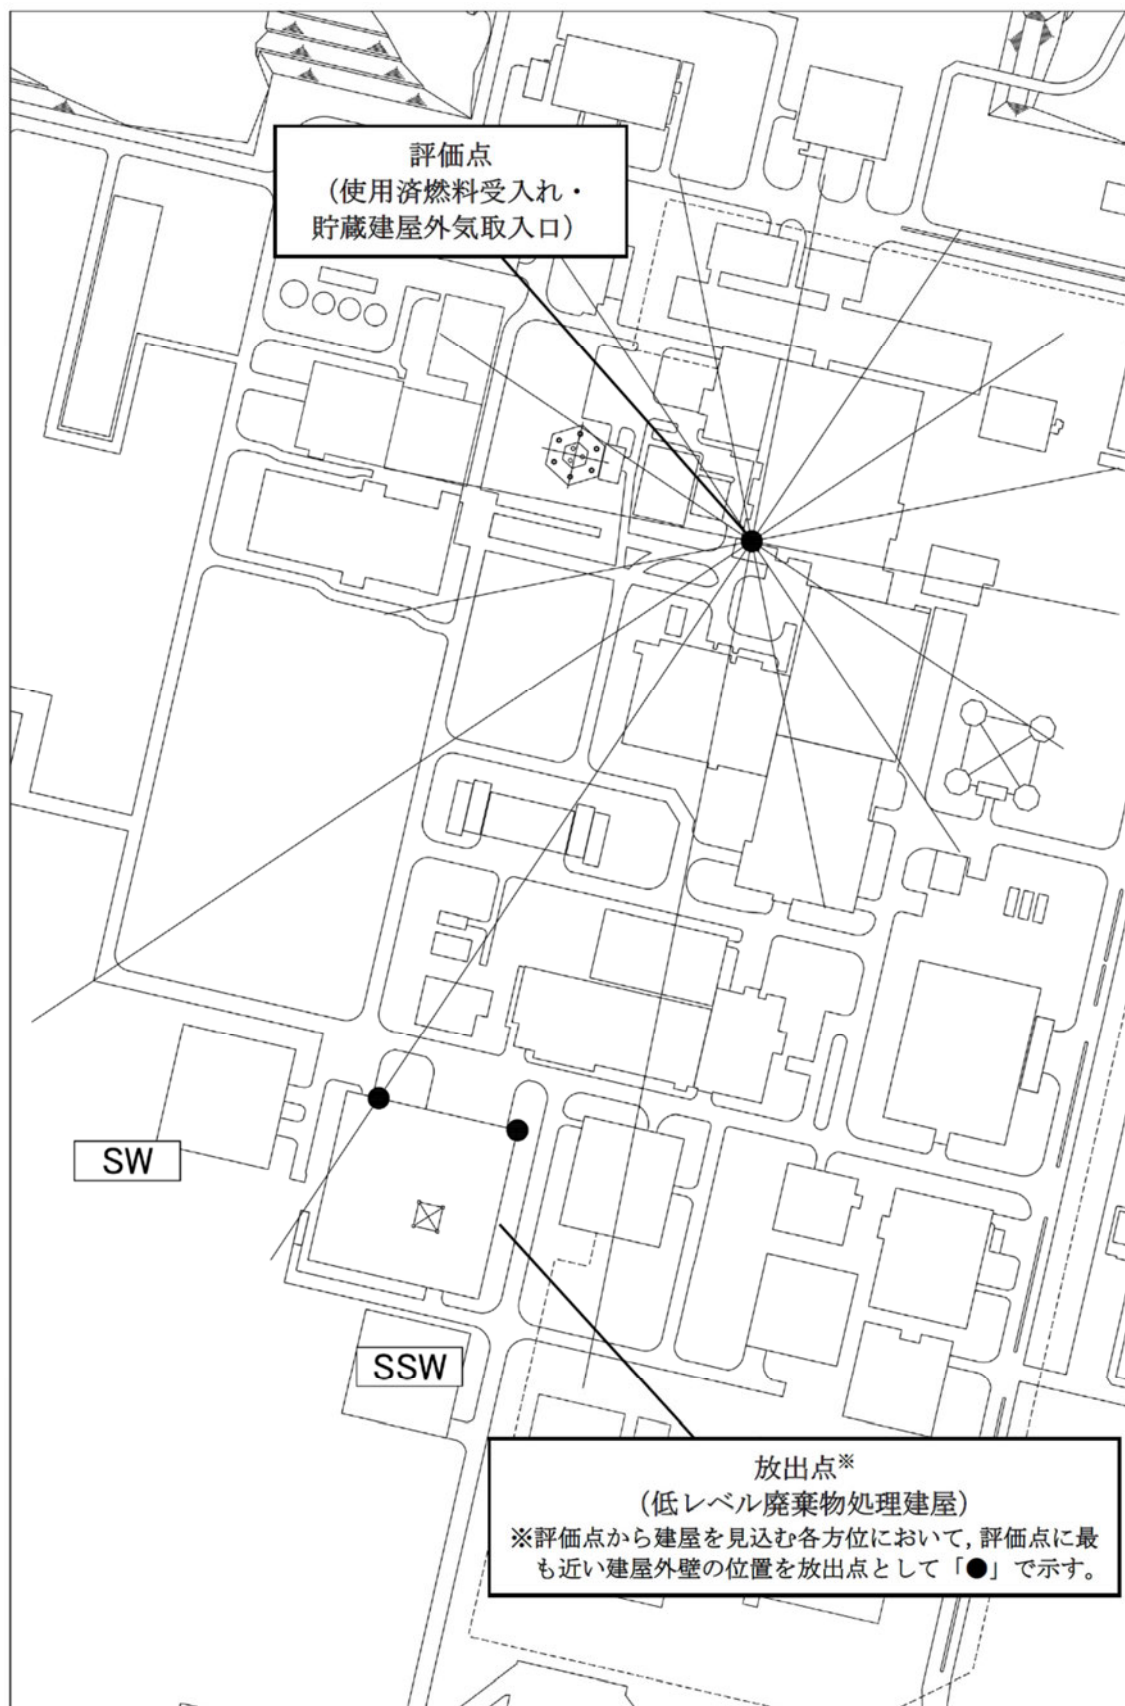 評価点
（使用済燃料受入れ・
貯蔵建屋外気取入口）
SW
SSW
放出点※
（低レベル廃棄物処理建屋）
※評価点から建屋を見込む各方位において，評価点に最
も近い建屋外壁の位置を放出点として「●」で示す。